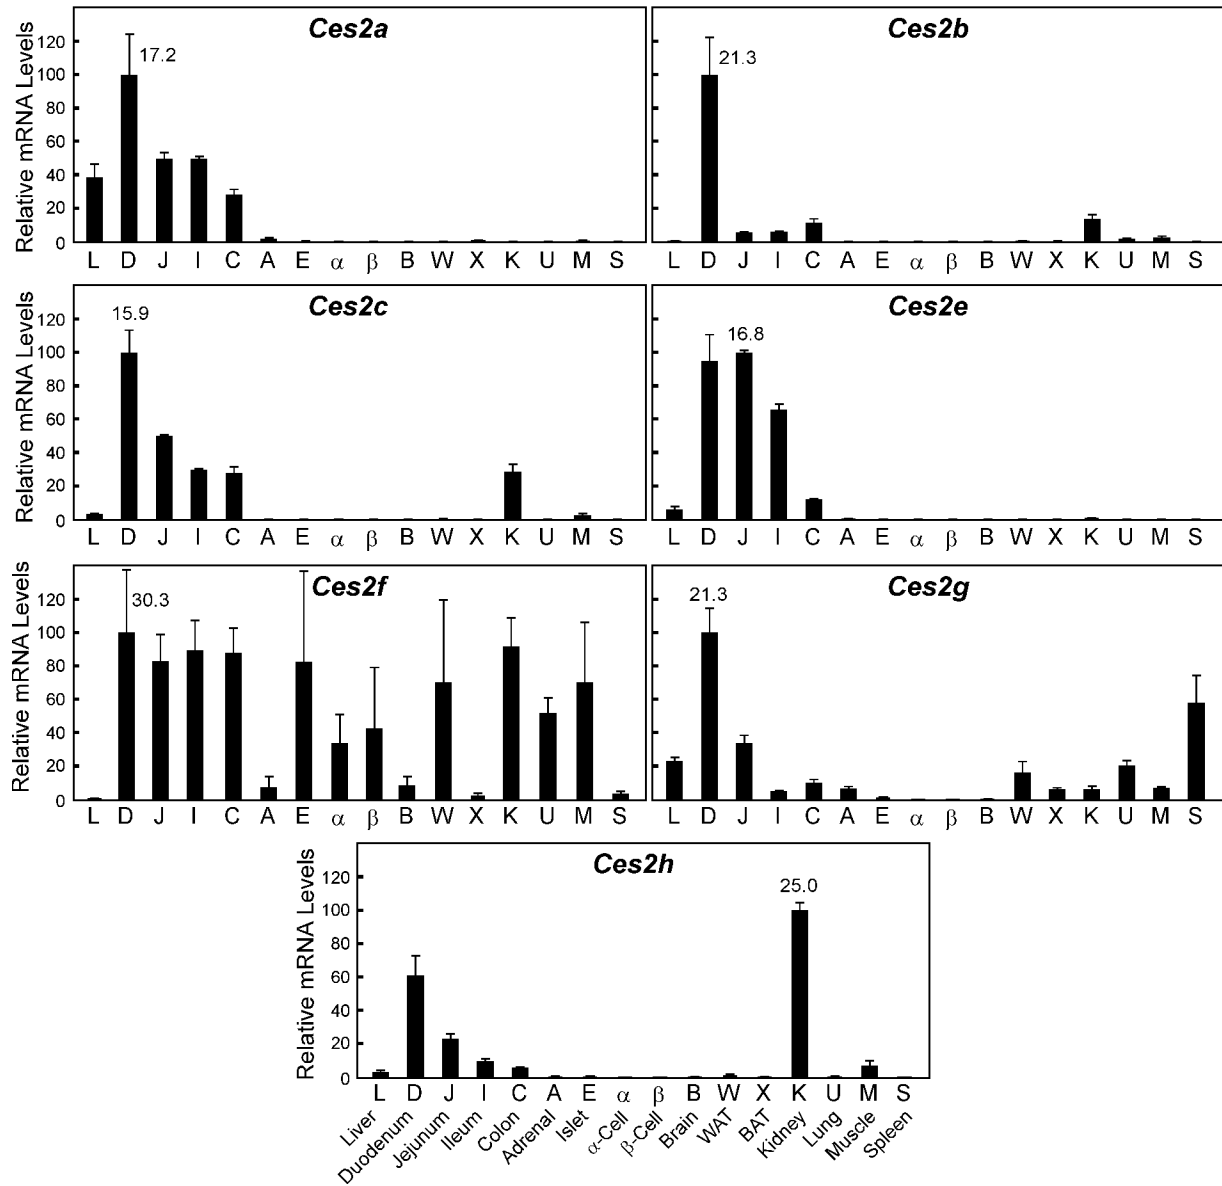 Ces2a
Relative mRNA Levels
120
100
80
60
40
20
0
17.2
L D J I C A E α β B W X K U M S
Ces2b
21.3
L D J I C A E α β B W X K U M S
Ces2c
Relative mRNA Levels
120
100
80
60
40
20
0
15.9
L D J I C A E α β B W X K U M S
Ces2e
16.8
L D J I C A E α β B W X K U M S
Ces2f
Relative mRNA Levels
120
100
80
60
40
20
0
30.3
L D J I C A E α β B W X K U M S
Ces2g
21.3
L D J I C A E α β B W X K U M S
Ces2h
Relative mRNA Levels
120
100
80
60
40
20
0
25.0
L D J I C A E α β B W X K U M S
Liver
Duodenum
Jejunum
Ileum
Colon
Adrenal
Islet
α-Cell
β-Cell
Brain
WAT
BAT
Kidney
Lung
Muscle
Spleen